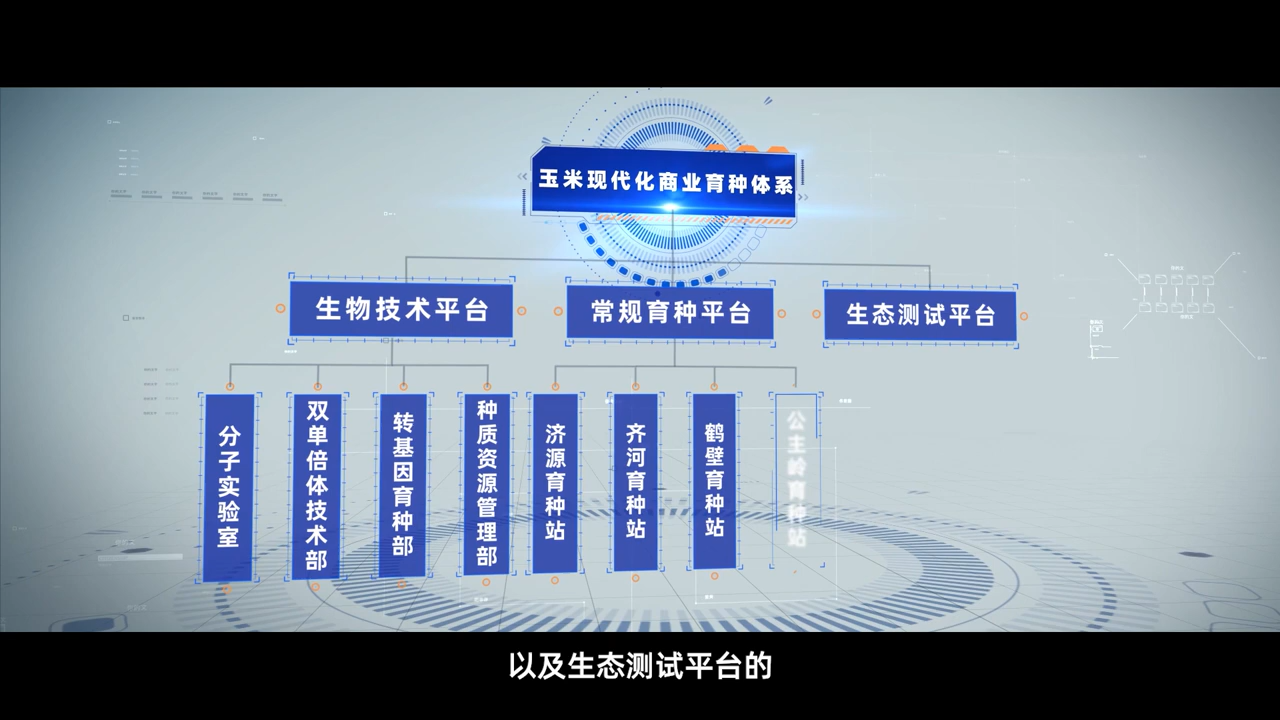 玉米现代化商业育种体系
生物技术平台
常规育种平台
生态测试平台
分子实验室
双单倍体技术部
转基因育种部
种质资源管理部
济源育种站
齐河育种站
鹤壁育种站
公主岭育种站
以及生态测试平台的